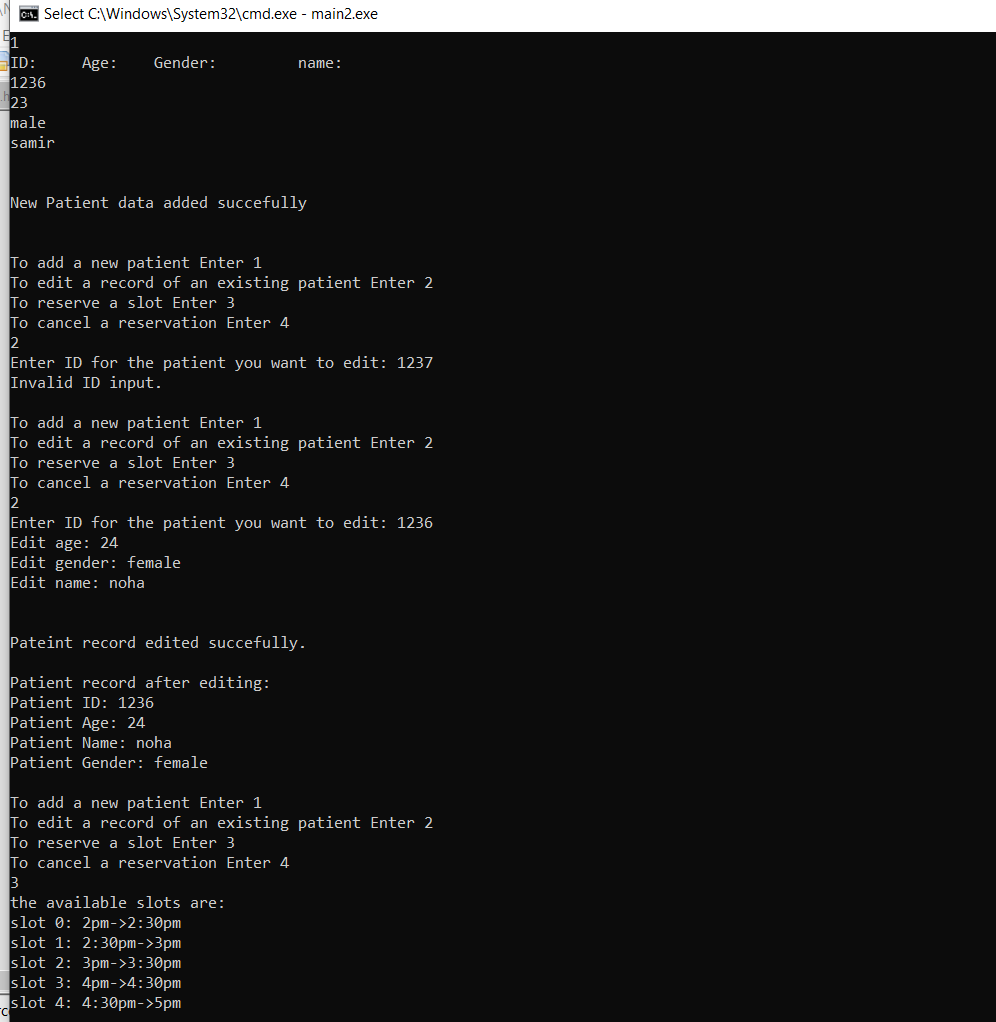 Select C:\Windows\System32\cmd.exe - main2.exe
1
ID:     Age:    Gender:         name:
1236
23
male
samir
New Patient data added succefully
To add a new patient Enter 1
To edit a record of an existing patient Enter 2
To reserve a slot Enter 3
To cancel a reservation Enter 4
2
Enter ID for the patient you want to edit: 1237
Invalid ID input.
To add a new patient Enter 1
To edit a record of an existing patient Enter 2
To reserve a slot Enter 3
To cancel a reservation Enter 4
2
Enter ID for the patient you want to edit: 1236
Edit age: 24
Edit gender: female
Edit name: noha
Pateint record edited succefully.
Patient record after editing:
Patient ID: 1236
Patient Age: 24
Patient Name: noha
Patient Gender: female
To add a new patient Enter 1
To edit a record of an existing patient Enter 2
To reserve a slot Enter 3
To cancel a reservation Enter 4
3
the available slots are:
slot 0: 2pm->2:30pm
slot 1: 2:30pm->3pm
slot 2: 3pm->3:30pm
slot 3: 4pm->4:30pm
slot 4: 4:30pm->5pm